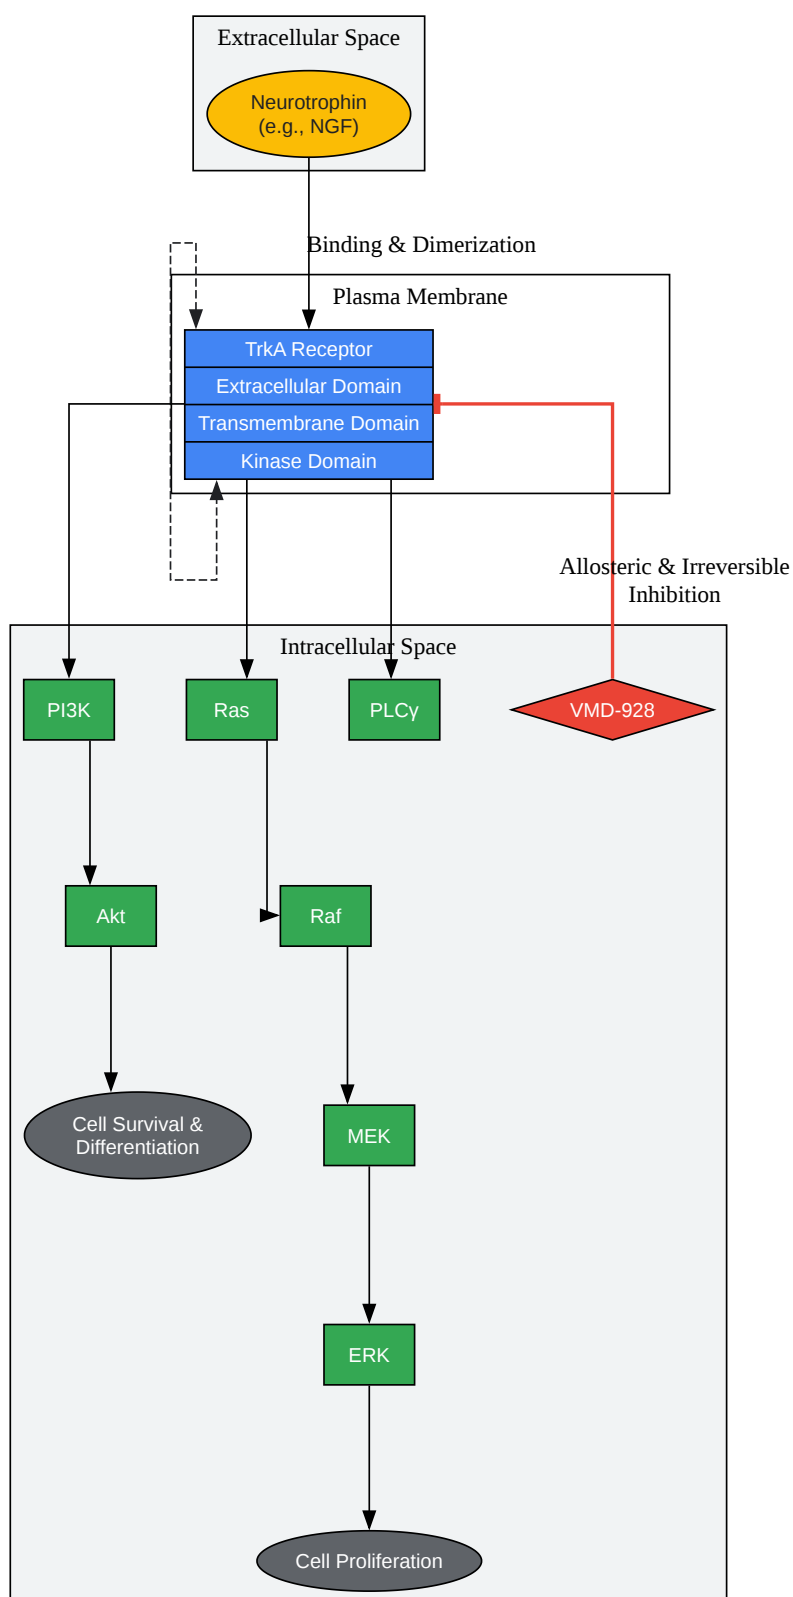 Extracellular Space
Neurotrophin
(e.g., NGF)
Binding & Dimerization
Plasma Membrane
TrkA Receptor
Extracellular Domain
Transmembrane Domain
Kinase Domain
Allosteric & Irreversible
Inhibition
Intracellular Space
PI3K
Ras
PLCγ
VMD-928
Akt
Raf
Cell Survival &
Differentiation
MEK
ERK
Cell Proliferation